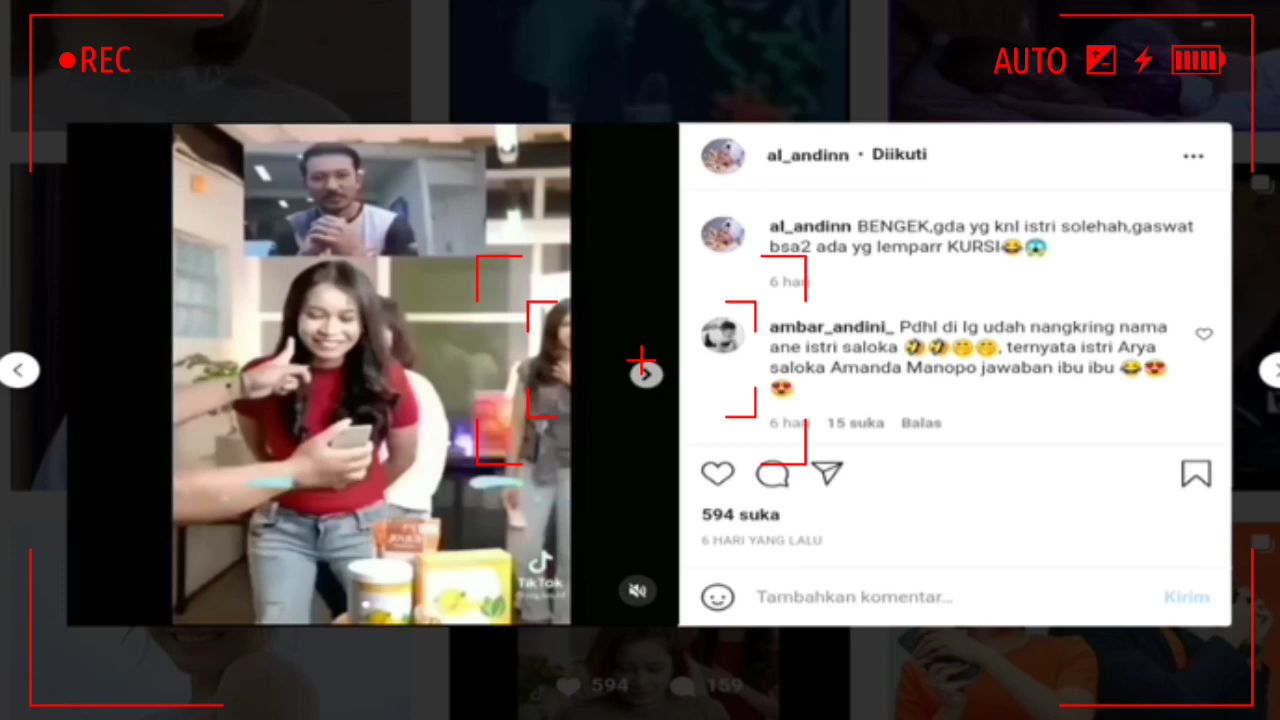 REC
AUTO
al_andinn • Diikuti
al_andinn BENGEK,gda yg knl istri solehah,gaswat
bsa2 ada yg lemparr KURSI😂😱
6 hari
ambar_andini_ Pdhl di Ig udah nangkring nama
ane istri saloka 🤣🤣🤭🤭, ternyata istri Arya
saloka Amanda Manopo jawaban ibu ibu 😂😍
😍
6 hari 15 suka Balas
594 suka
6 HARI YANG LALU
Tambahkan komentar... Kirim
TikTok
594 159